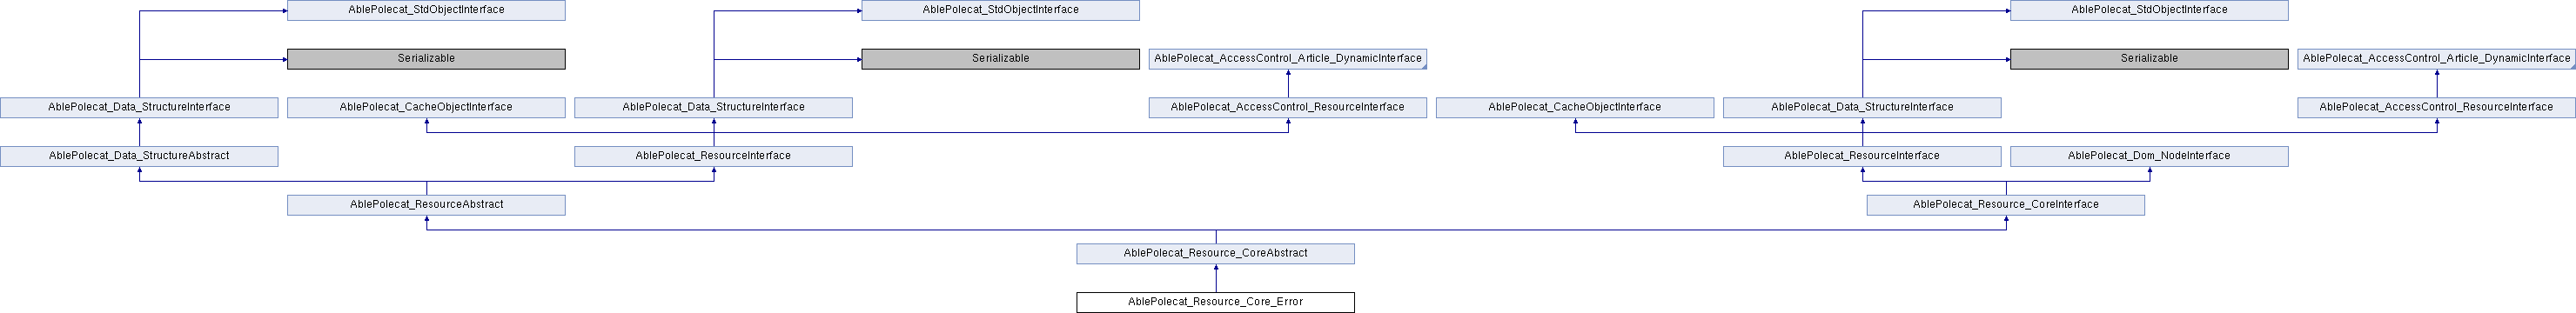 AblePolecat_StdObjectInterface
AblePolecat_StdObjectInterface
AblePolecat_StdObjectInterface
Serializable
Serializable
AblePolecat_AccessControl_Article_DynamicInterface
Serializable
AblePolecat_AccessControl_Article_DynamicInterface
AblePolecat_Data_StructureInterface
AblePolecat_CacheObjectInterface
AblePolecat_Data_StructureInterface
AblePolecat_AccessControl_ResourceInterface
AblePolecat_CacheObjectInterface
AblePolecat_Data_StructureInterface
AblePolecat_AccessControl_ResourceInterface
AblePolecat_Data_StructureAbstract
AblePolecat_ResourceInterface
AblePolecat_ResourceInterface
AblePolecat_Dom_NodeInterface
AblePolecat_ResourceAbstract
AblePolecat_Resource_CoreInterface
AblePolecat_Resource_CoreAbstract
AblePolecat_Resource_Core_Error